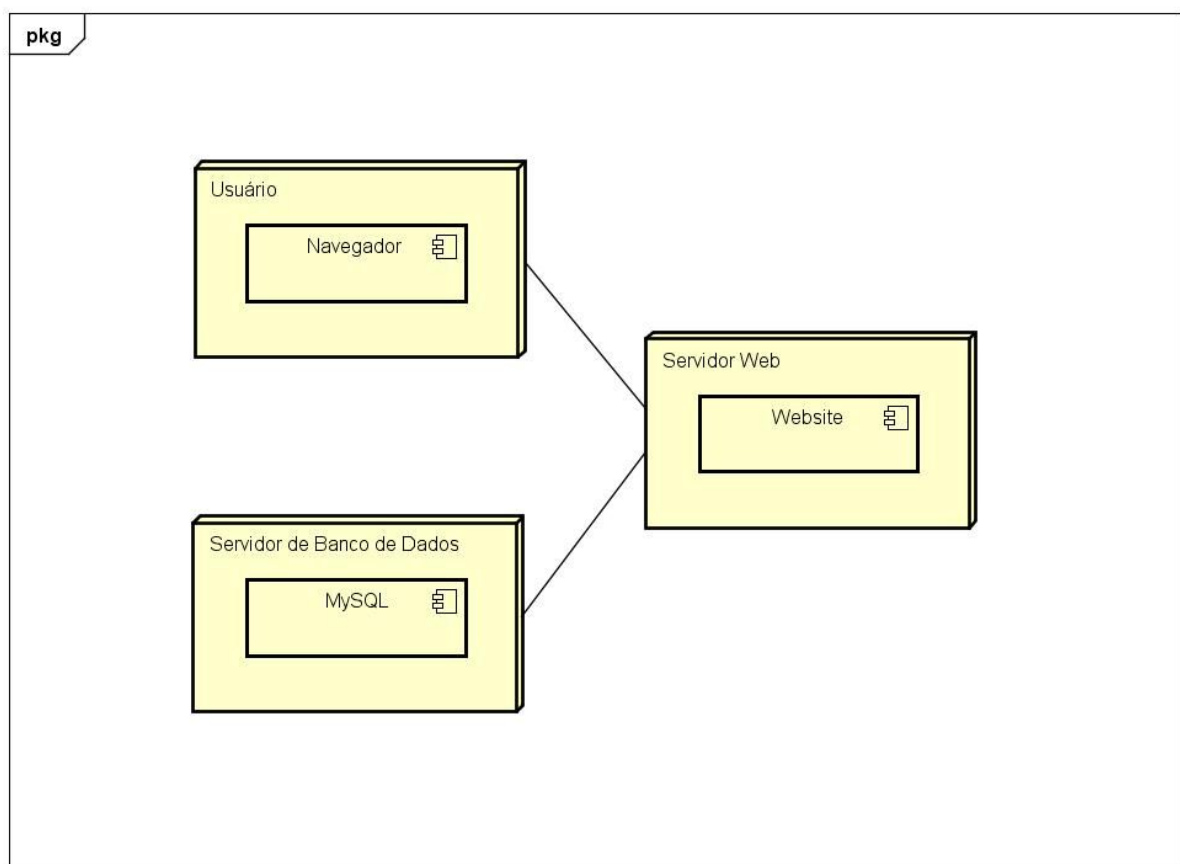 pkg
Usuário
Navegador
Servidor Web
Website
Servidor de Banco de Dados
MySQL